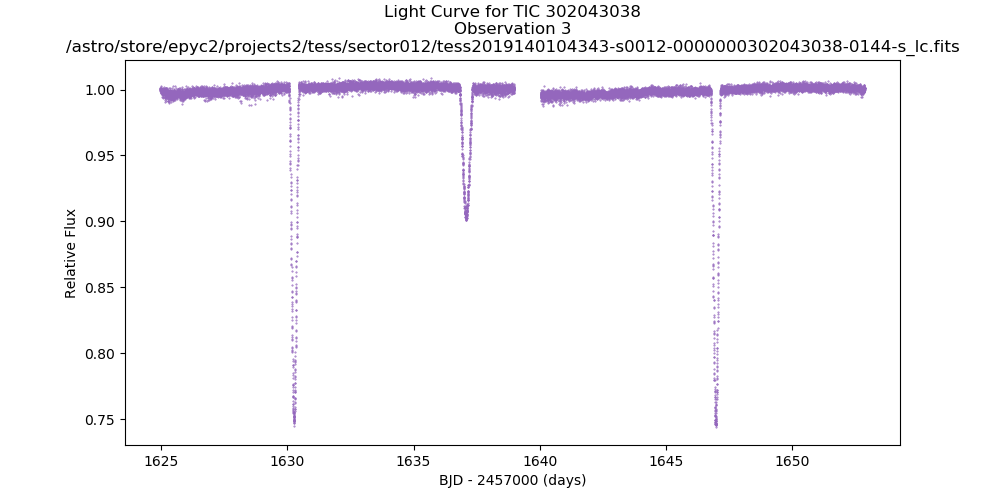 Light Curve for TIC 302043038
Observation 3
/astro/store/epyc2/projects2/tess/sector012/tess2019140104343-s0012-0000000302043038-0144-s_lc.fits
1.00
0.95
0.90
0.85
0.80
0.75
Relative Flux
1625 1630 1635 1640 1645 1650
BJD - 2457000 (days)